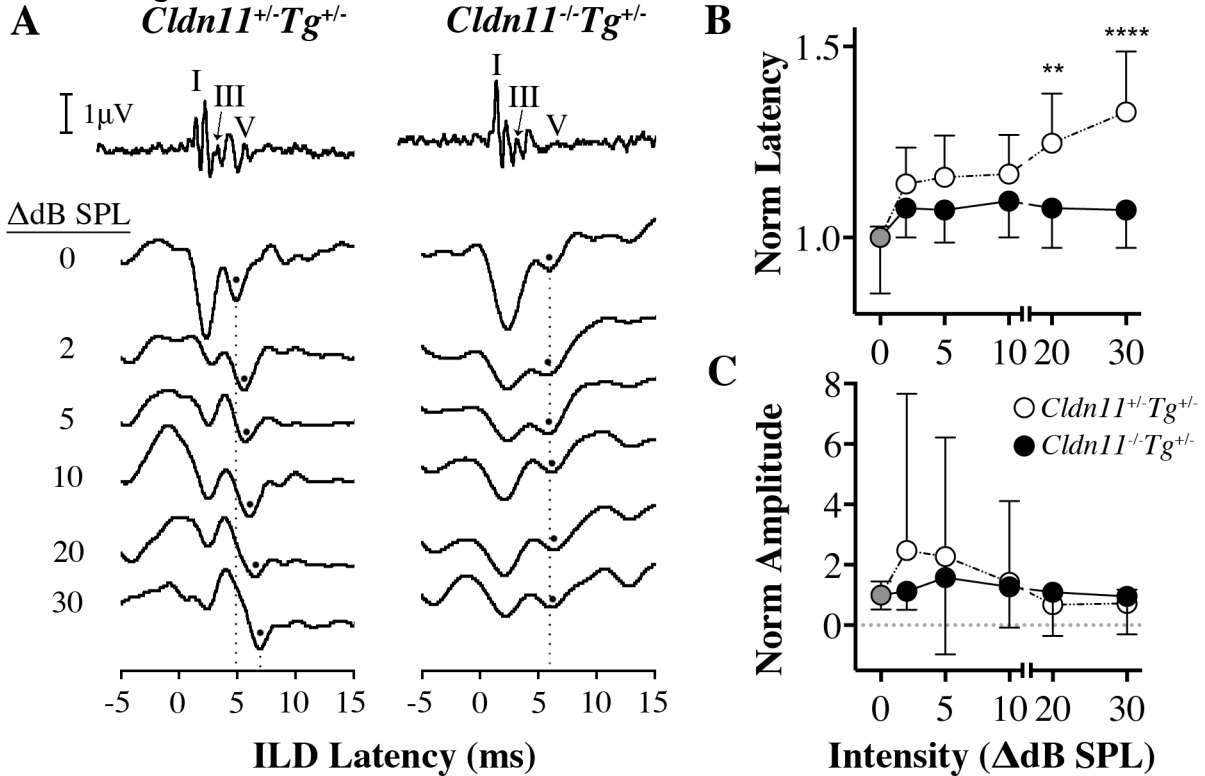 A
Cldn11+/-Tg+/-
Cldn11-/-Tg+/-
I
III
V
1µV
I
III
V
ΔdB SPL
0
2
5
10
20
30
-5 0 5 10 15
-5 0 5 10 15
ILD Latency (ms)
B
Norm Latency
1.5
1.0
**
****
0 5 10 20 30
C
Norm Amplitude
8
6
4
2
0
Cldn11+/-Tg+/-
Cldn11-/-Tg+/-
0 5 10 20 30
Intensity (ΔdB SPL)